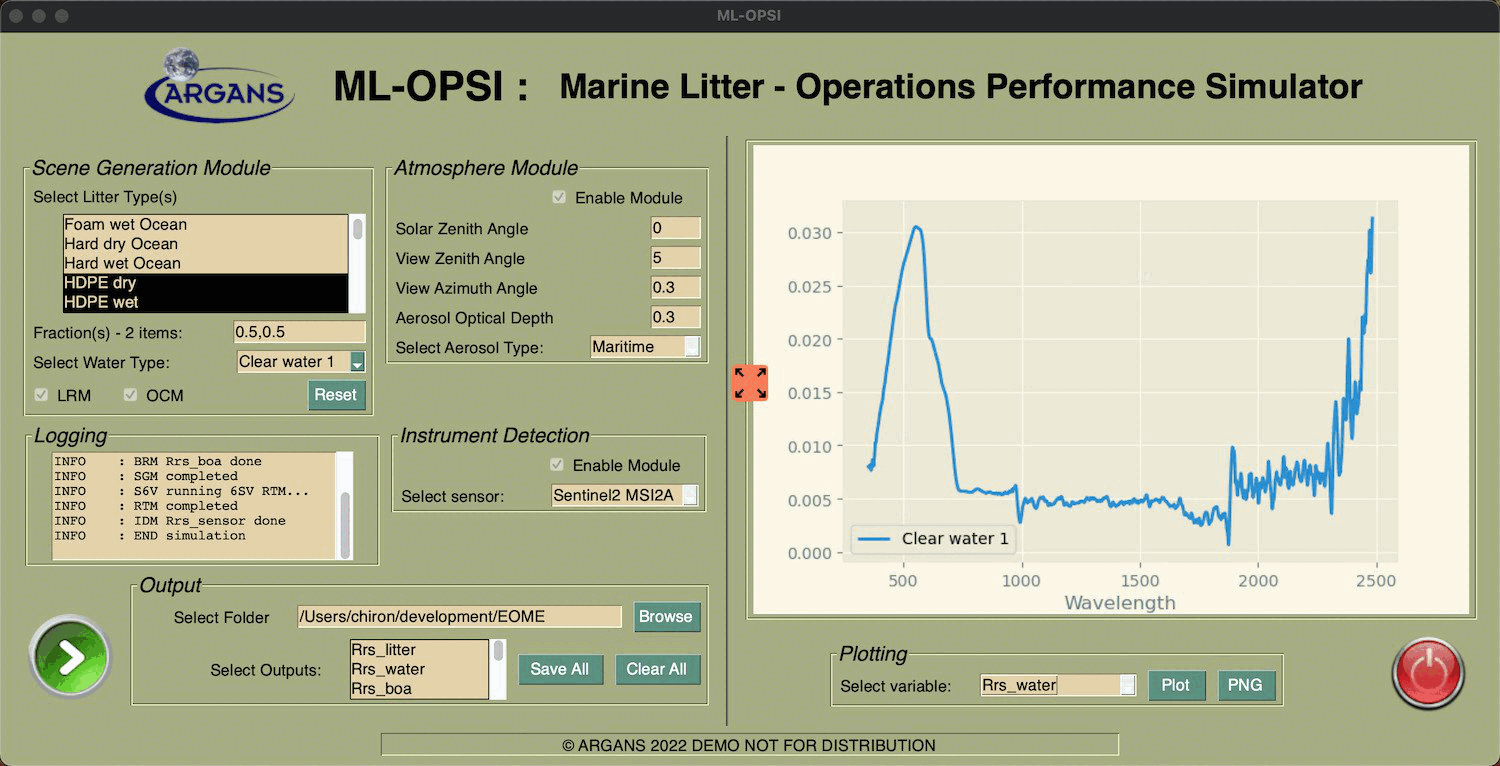 ML-OPSI
ARGANS
ML-OPSI : Marine Litter - Operations Performance Simulator
Scene Generation Module
Select Litter Type(s)
Foam wet Ocean
Hard dry Ocean
Hard wet Ocean
HDPE dry
HDPE wet
Fraction(s) - 2 items: 0.5,0.5
Select Water Type: Clear water 1
LRM OCM Reset
Atmosphere Module
Enable Module
Solar Zenith Angle 0
View Zenith Angle 5
View Azimuth Angle 0.3
Aerosol Optical Depth 0.3
Select Aerosol Type: Maritime
Logging
INFO : BRM Rrs_boa done
INFO : SGM completed
INFO : S6V running 6SV RTM...
INFO : RTM completed
INFO : IDM Rrs_sensor done
INFO : END simulation
Instrument Detection
Enable Module
Select sensor: Sentinel2 MSI2A
Output
Select Folder /Users/chiron/development/EOME Browse
Select Outputs:
Rrs_litter
Rrs_water
Rrs_boa
Save All Clear All
0.030
0.025
0.020
0.015
0.010
0.005
0.000
Clear water 1
500 1000 1500 2000 2500
Wavelength
Plotting
Select variable: Rrs_water Plot PNG
© ARGANS 2022 DEMO NOT FOR DISTRIBUTION